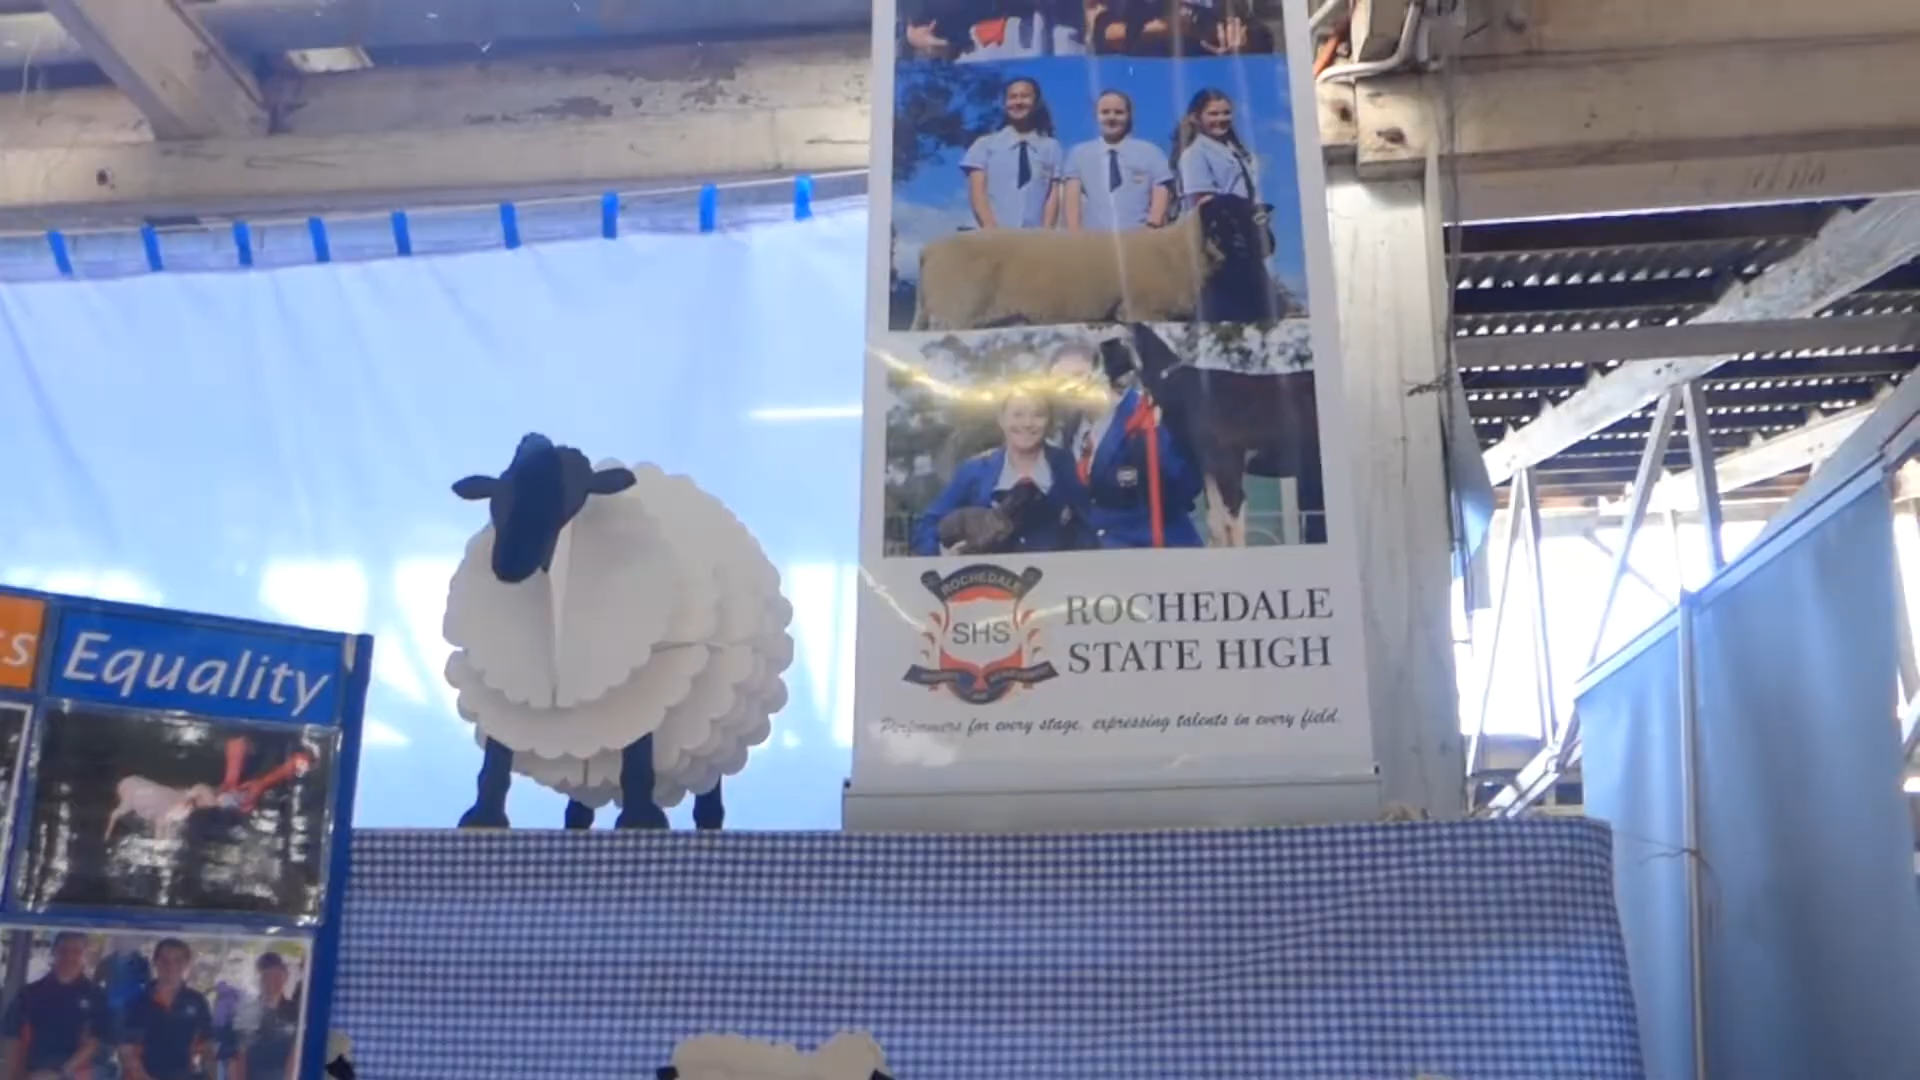 ROCHEDALE
SHS
ROCHEDALE
STATE HIGH
Performers for every stage, expressing talents in every field.
s
Equality